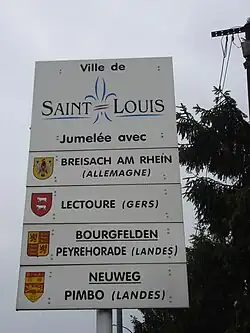 Ville de
SAINT-LOUIS
Jumelée avec
BREISACH AM RHEIN
(ALLEMAGNE)
LECTOURE (GERS)
BOURGFELDEN
PEYREHORADE (LANDES)
NEUWEG
PIMBO (LANDES)